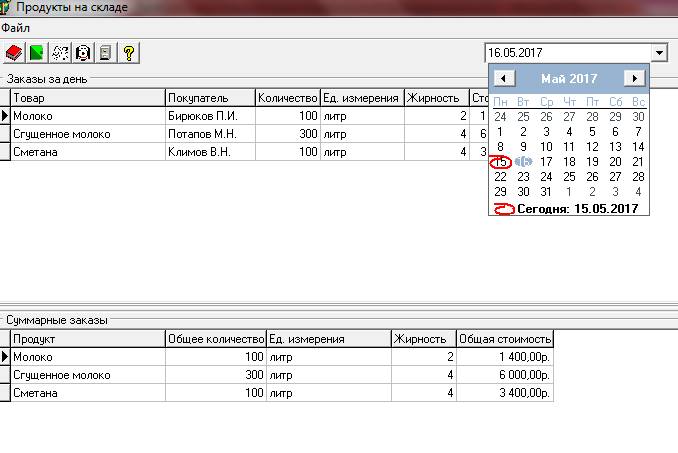 Продукты на складе
Файл
16.05.2017
Заказы за день
Товар Покупатель Количество Ед. измерения Жирность Сто
Молоко Бирюков П.И. 100 литр 2 1
Сгущенное молоко Потапов М.Н. 300 литр 4 6
Сметана Климов В.Н. 100 литр 4 3
Май 2017
Пн Вт Ср Чт Пт Сб Вс
24 25 26 27 28 29 30
1 2 3 4 5 6 7
8 9 10 11 12 13 14
15 16 17 18 19 20 21
22 23 24 25 26 27 28
29 30 31 1 2 3 4
Сегодня: 15.05.2017
Суммарные заказы
Продукт Общее количество Ед. измерения Жирность Общая стоимость
Молоко 100 литр 2 1 400,00р.
Сгущенное молоко 300 литр 4 6 000,00р.
Сметана 100 литр 4 3 400,00р.